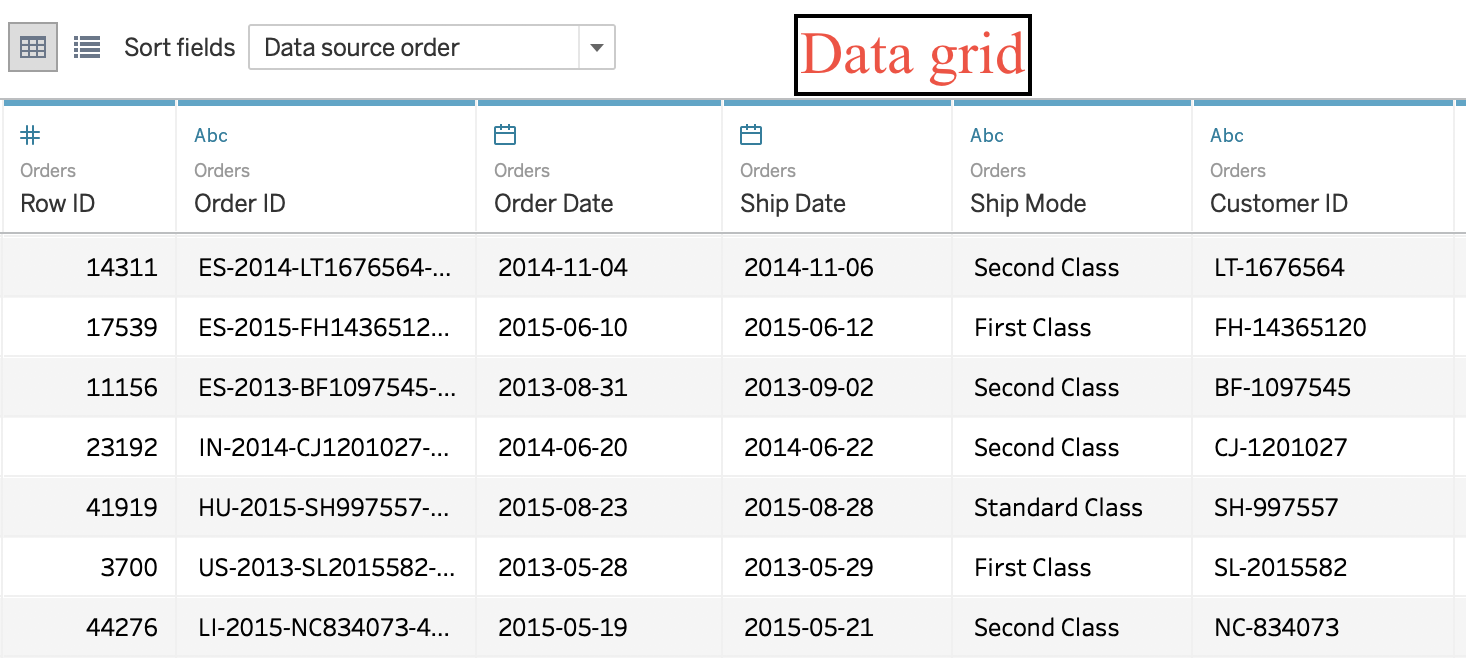 Sort fields Data source order Data grid
# Abc Abc Abc
Orders Orders Orders Orders Orders Orders
Row ID Order ID Order Date Ship Date Ship Mode Customer ID
14311 ES-2014-LT1676564-... 2014-11-04 2014-11-06 Second Class LT-1676564
17539 ES-2015-FH1436512... 2015-06-10 2015-06-12 First Class FH-14365120
11156 ES-2013-BF1097545-... 2013-08-31 2013-09-02 Second Class BF-1097545
23192 IN-2014-CJ1201027-... 2014-06-20 2014-06-22 Second Class CJ-1201027
41919 HU-2015-SH997557-... 2015-08-23 2015-08-28 Standard Class SH-997557
3700 US-2013-SL2015582-... 2013-05-28 2013-05-29 First Class SL-2015582
44276 LI-2015-NC834073-4... 2015-05-19 2015-05-21 Second Class NC-834073